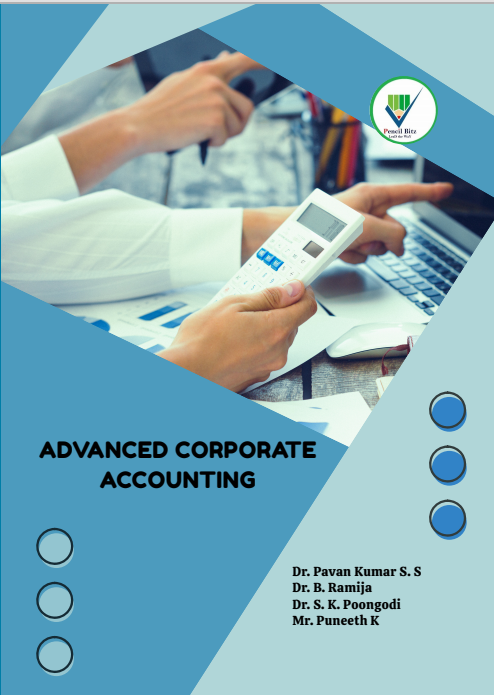 Pencil Bitz
ADVANCED CORPORATE
ACCOUNTING
Dr. Pavan Kumar S. S
Dr. B. Ramija
Dr. S. K. Poongodi
Mr. Puneeth K